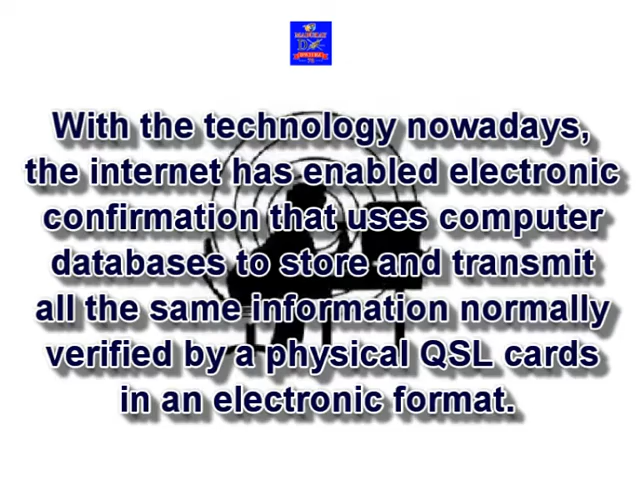 With the technology nowadays,
the internet has enabled electronic
confirmation that uses computer
databases to store and transmit
all the same information normally
verified by a physical QSL cards
in an electronic format.